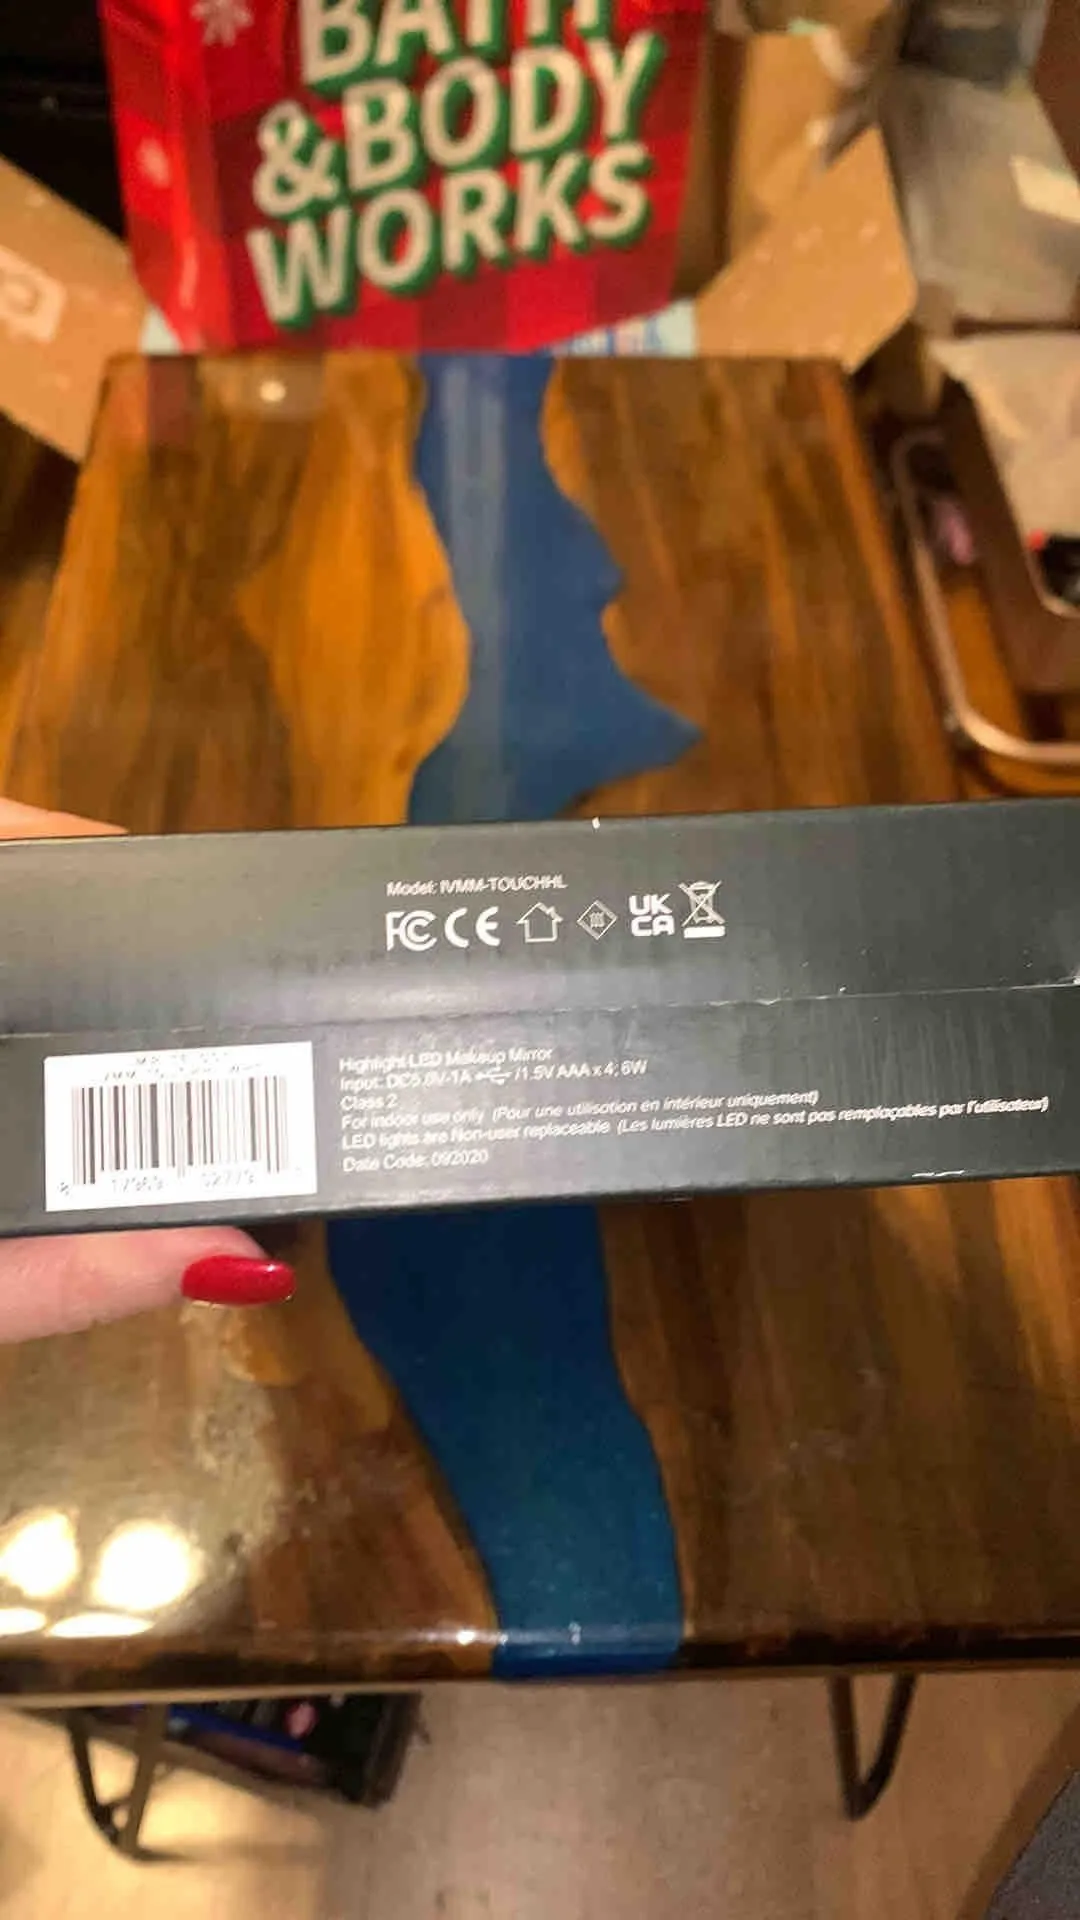 BATH
&BODY
WORKS
Model: IVMM-TOUCHHL
FC CE UK
CA
Highlight LED Makeup Mirror
Input: DC5.0V-1A /1.5V AAA x 4; 6W
Class 2
For indoor use only (Pour une utilisation en intérieur uniquement)
LED lights are Non-user replaceable (Les lumières LED ne sont pas remplaçables par l'utilisateur)
Date Code: 092020